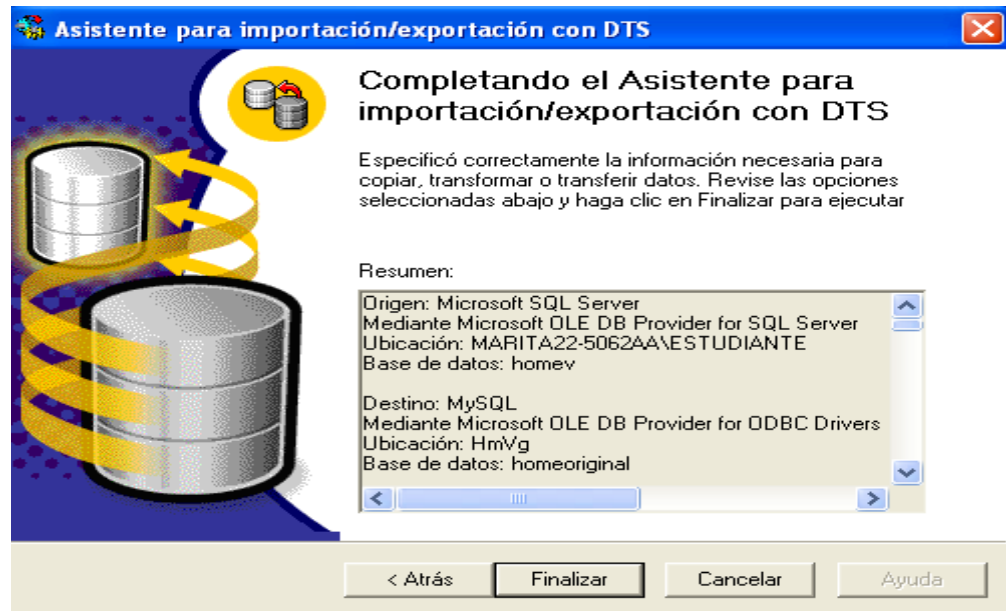 Asistente para importación/exportación con DTS
Completando el Asistente para
importación/exportación con DTS
Especificó correctamente la información necesaria para
copiar, transformar o transferir datos. Revise las opciones
seleccionadas abajo y haga clic en Finalizar para ejecutar
Resumen:
Origen: Microsoft SQL Server
Mediante Microsoft OLE DB Provider for SQL Server
Ubicación: MARITA22-5062AA\ESTUDIANTE
Base de datos: homev
Destino: MySQL
Mediante Microsoft OLE DB Provider for ODBC Drivers
Ubicación: HmVg
Base de datos: homeoriginal
< Atrás
Finalizar
Cancelar
Ayuda